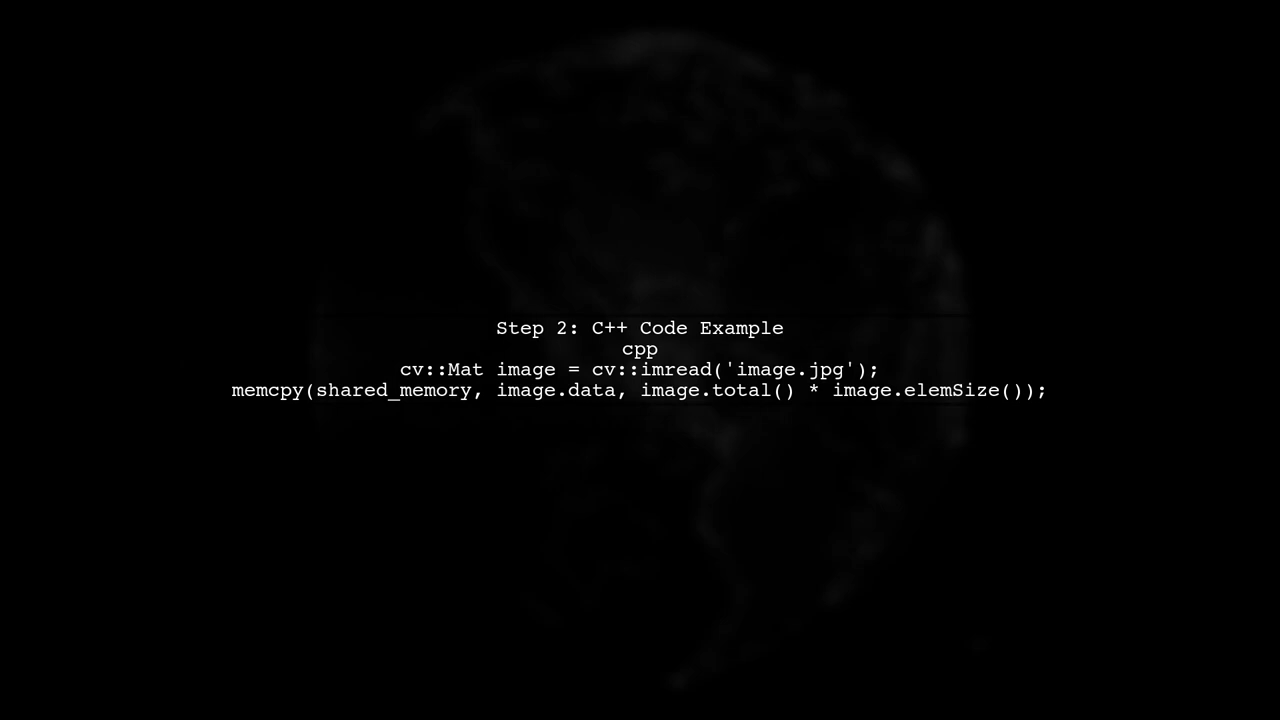 Step 2: C++ Code Example
cpp
cv::Mat image = cv::imread('image.jpg');
memcpy(shared_memory, image.data, image.total() * image.elemSize());